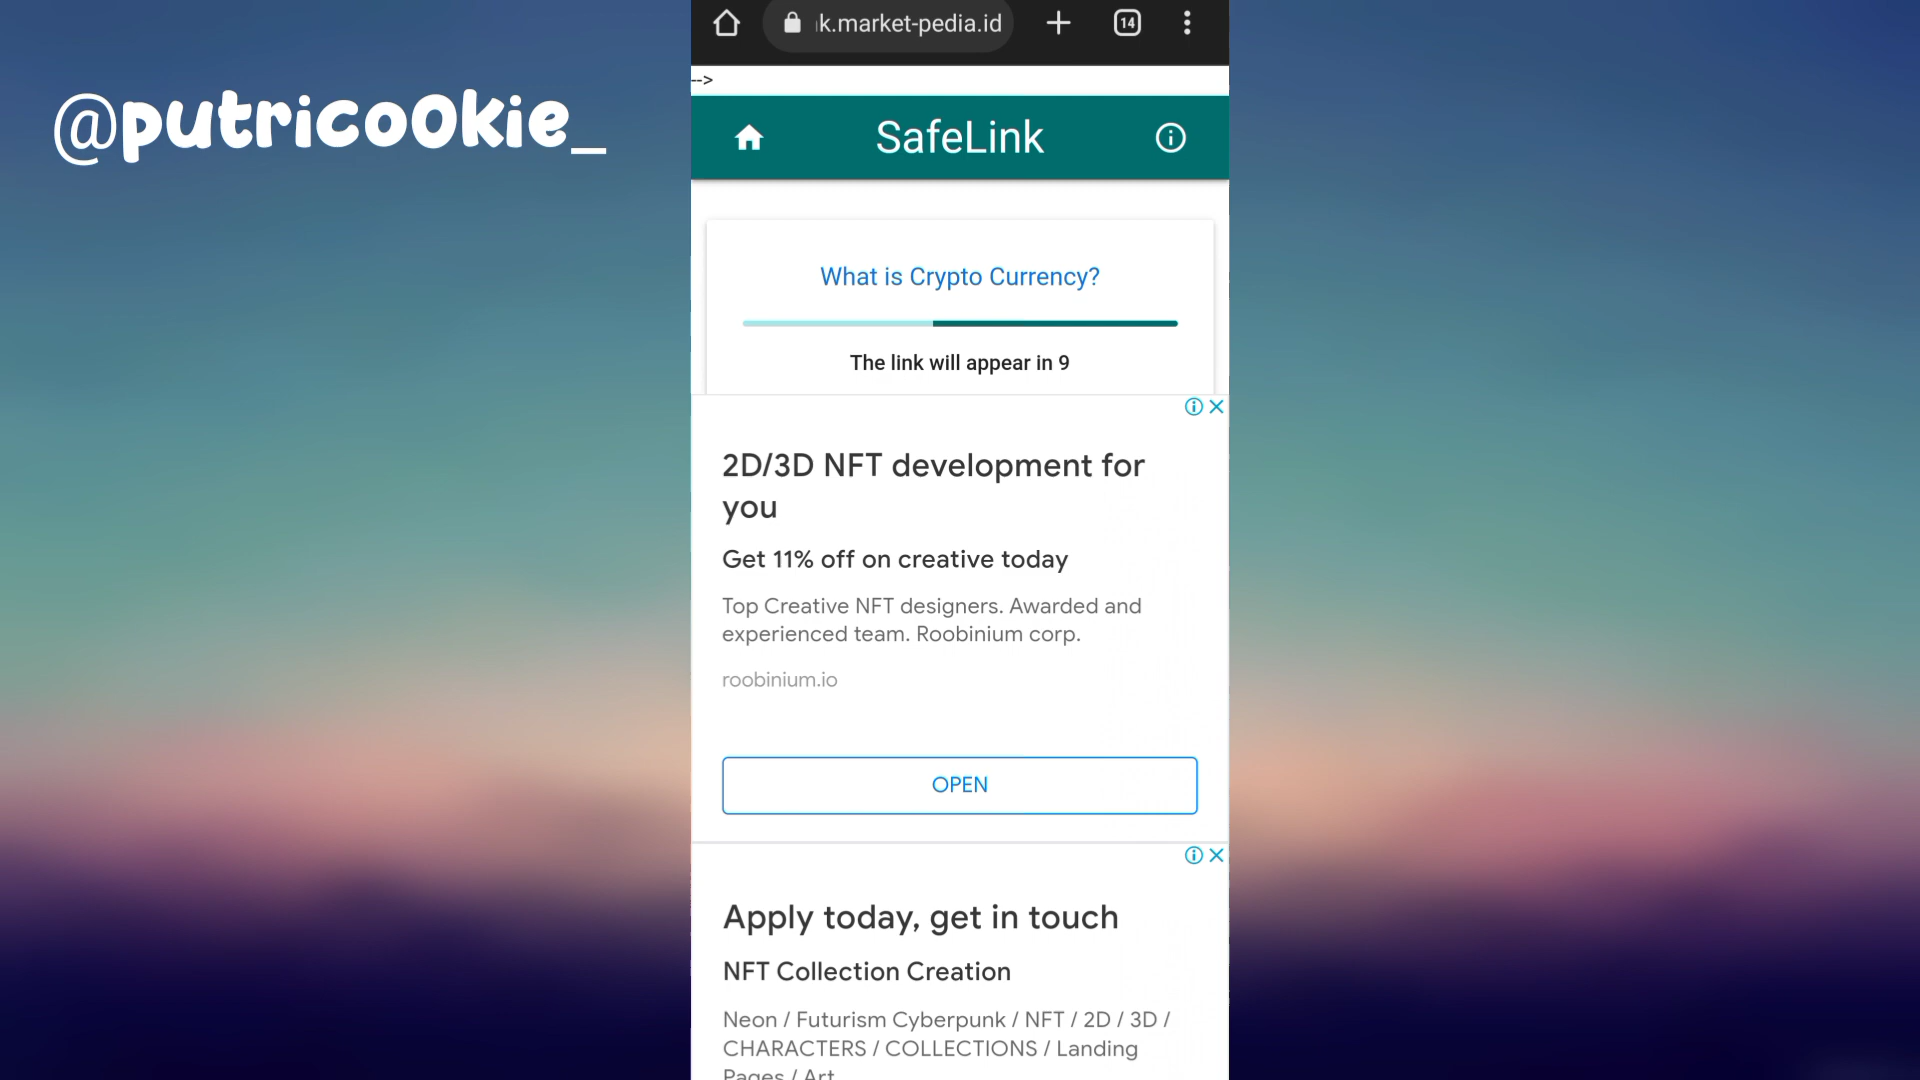 @putricoOkie_
k.market-pedia.id
14
-->
SafeLink
What is Crypto Currency?
The link will appear in 9
2D/3D NFT development for
you
Get 11% off on creative today
Top Creative NFT designers. Awarded and
experienced team. Roobinium corp.
roobinium.io
OPEN
Apply today, get in touch
NFT Collection Creation
Neon / Futurism Cyberpunk / NFT / 2D / 3D /
CHARACTERS / COLLECTIONS / Landing
Pages / Art